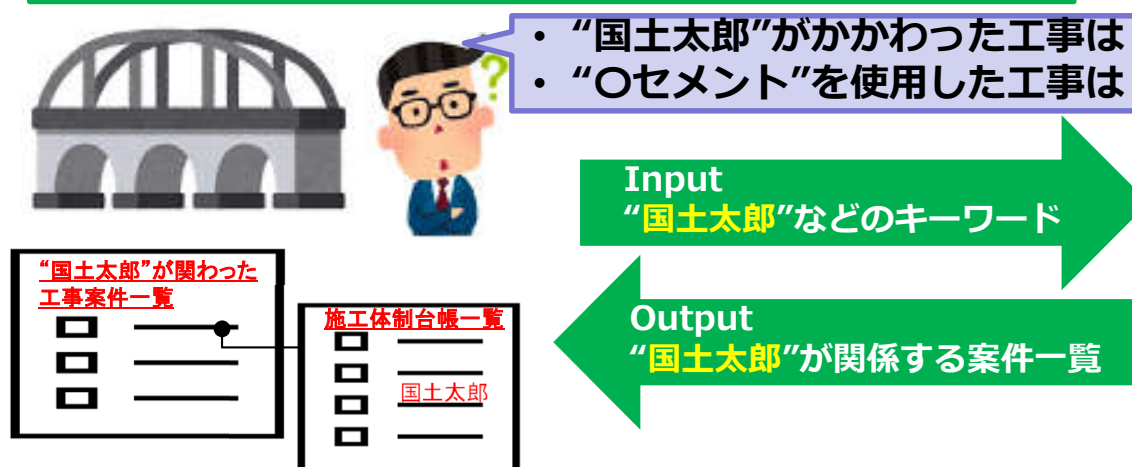 ・ “国土太郎”がかかわった工事は
・ “〇セメント”を使用した工事は
?
Input
“国土太郎”などのキーワード
“国土太郎”が関わった
工事案件一覧
施工体制台帳一覧
国土太郎
Output
“国土太郎”が関係する案件一覧